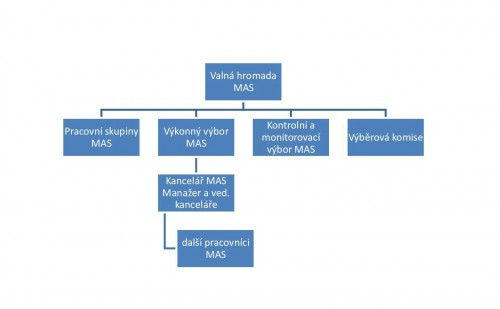 Valná hromada
MAS
Pracovní skupiny
MAS
Výkonný výbor
MAS
Kontrolní a
monitorovací
výbor MAS
Výběrová komise
Kancelář MAS
Manažer a ved.
kanceláře
další pracovníci
MAS